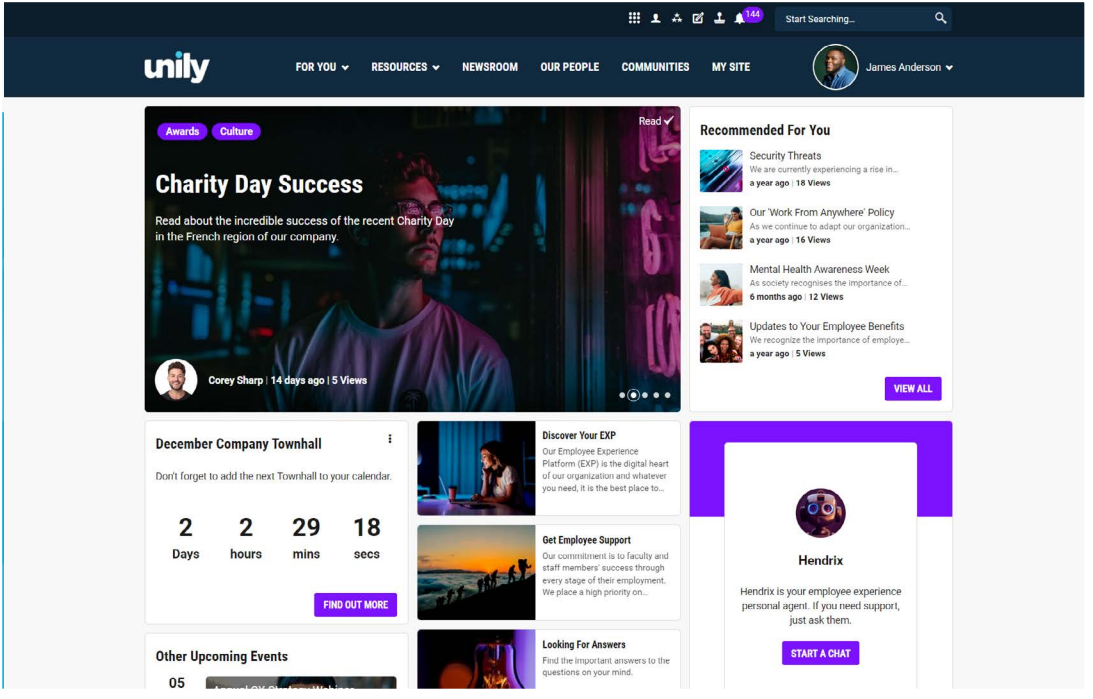 144
Start Searching...
unily
FOR YOU
RESOURCES
NEWSROOM
OUR PEOPLE
COMMUNITIES
MY SITE
James Anderson
Awards
Culture
Read
Charity Day Success
Read about the incredible success of the recent Charity Day
in the French region of our company.
Corey Sharp | 14 days ago | 5 Views
Recommended For You
Security Threats
We are currently experiencing a rise in...
a year ago | 18 Views
Our 'Work From Anywhere' Policy
As we continue to adapt our organization...
a year ago | 16 Views
Mental Health Awareness Week
As society recognises the importance of...
6 months ago | 12 Views
Updates to Your Employee Benefits
We recognize the importance of employe...
a year ago | 5 Views
VIEW ALL
December Company Townhall
Don't forget to add the next Townhall to your calendar.
2 2 29 18
Days hours mins secs
FIND OUT MORE
Other Upcoming Events
05
Annual CX Strategy Webinar
Discover Your EXP
Our Employee Experience
Platform (EXP) is the digital heart
of our organization and whatever
you need, it is the best place to...
Get Employee Support
Our commitment is to faculty and
staff members' success through
every stage of their employment.
We place a high priority on...
Looking For Answers
Find the important answers to the
questions on your mind.
Hendrix
Hendrix is your employee experience
personal agent. If you need support,
just ask them.
START A CHAT